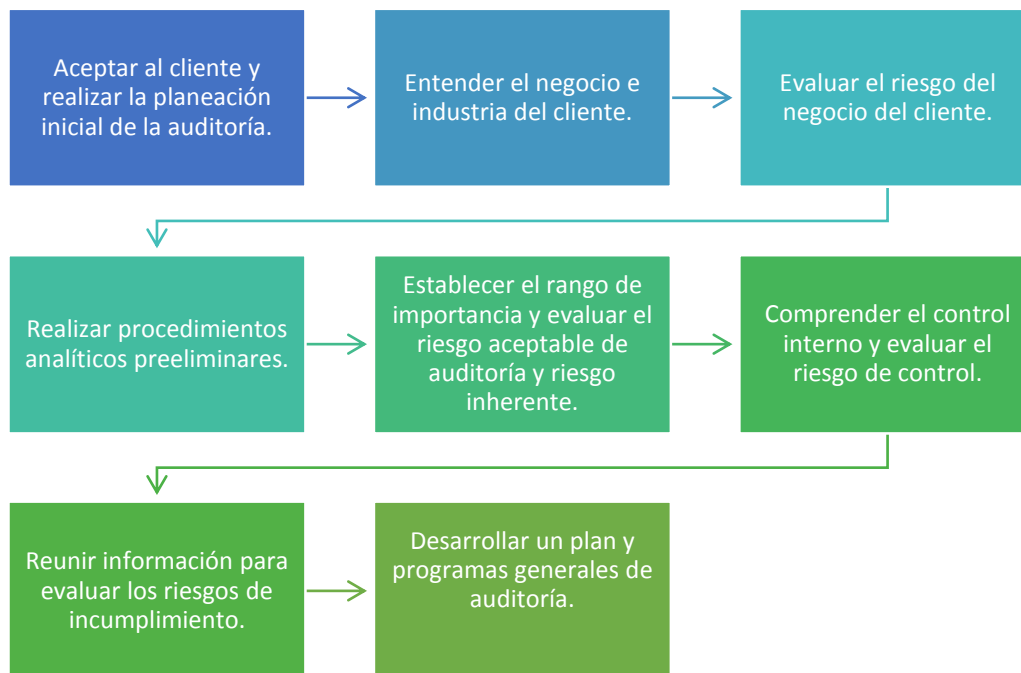 Aceptar al cliente y
realizar la planeación
inicial de la auditoría.
Entender el negocio e
industria del cliente.
Evaluar el riesgo del
negocio del cliente.
Realizar procedimientos
analíticos preeliminares.
Establecer el rango de
importancia y evaluar el
riesgo aceptable de
auditoría y riesgo
inherente.
Comprender el control
interno y evaluar el
riesgo de control.
Reunir información para
evaluar los riesgos de
incumplimiento.
Desarrollar un plan y
programas generales de
auditoría.